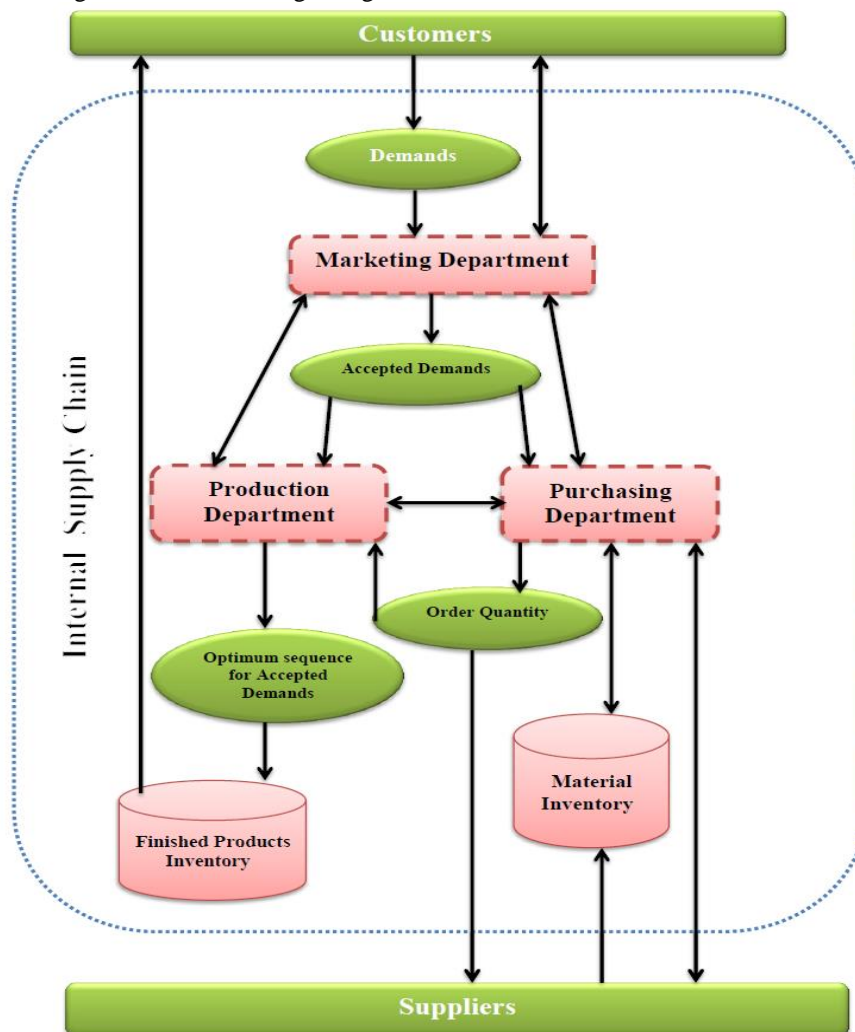 Customers
Demands
Marketing Department
Accepted Demands
Production
Department
Purchasing
Department
Internal Supply Chain
Order Quantity
Optimum sequence
for Accepted
Demands
Material
Inventory
Finished Products
Inventory
Suppliers